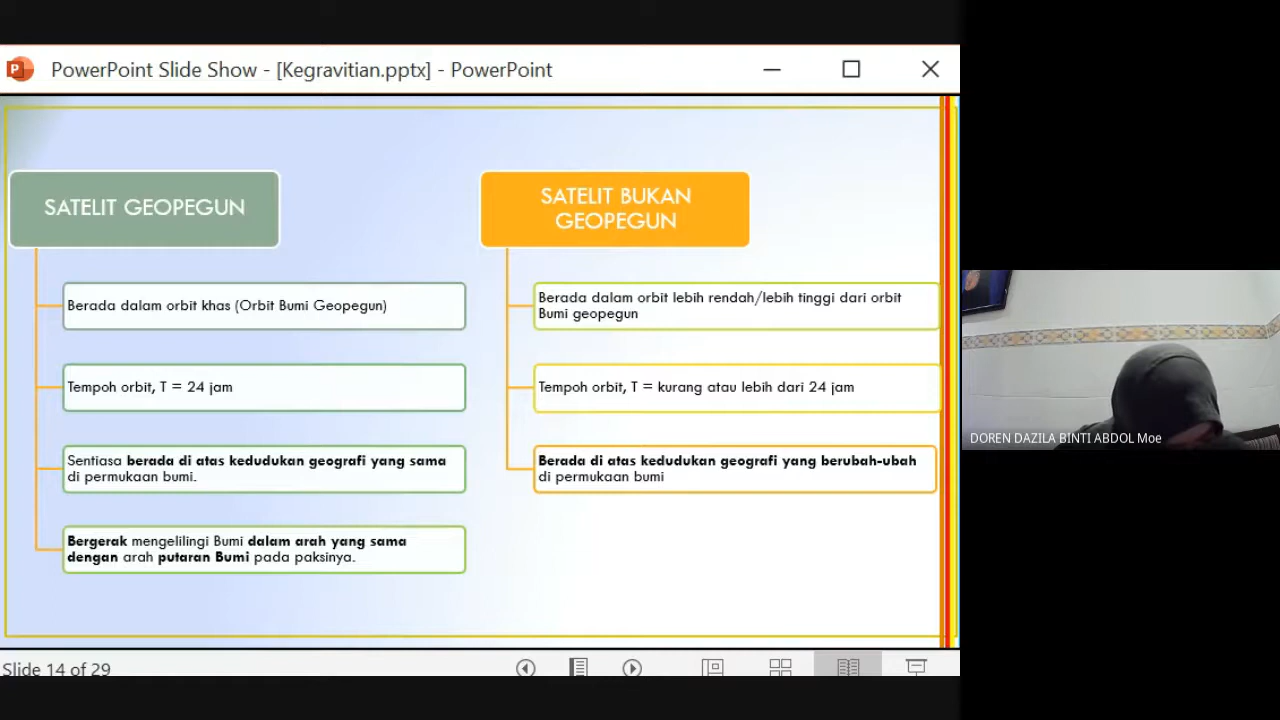 PowerPoint Slide Show - [Kegravitian.pptx] - PowerPoint
SATELIT GEOPEGUN
Berada dalam orbit khas (Orbit Bumi Geopegun)
Tempoh orbit, T = 24 jam
Sentiasa berada di atas kedudukan geografi yang sama
di permukaan bumi.
Bergerak mengelilingi Bumi dalam arah yang sama
dengan arah putaran Bumi pada paksinya.
SATELIT BUKAN
GEOPEGUN
Berada dalam orbit lebih rendah/lebih tinggi dari orbit
Bumi geopegun
Tempoh orbit, T = kurang atau lebih dari 24 jam
Berada di atas kedudukan geografi yang berubah-ubah
di permukaan bumi
Slide 14 of 29
DOREN DAZILA BINTI ABDOL Moe